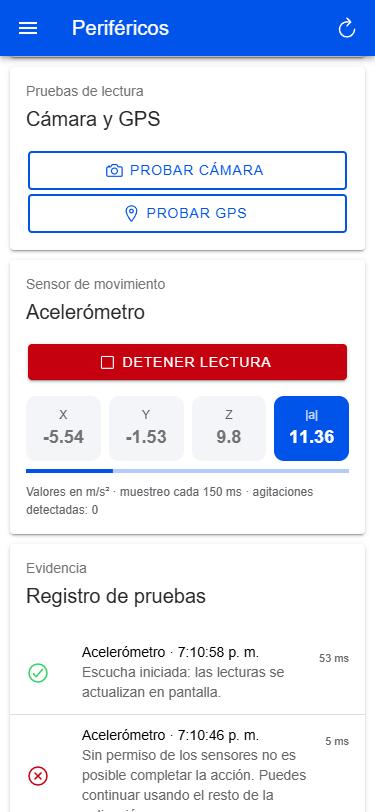 Periféricos
Pruebas de lectura
Cámara y GPS
PROBAR CÁMARA
PROBAR GPS
Sensor de movimiento
Acelerómetro
DETENER LECTURA
X Y Z |a|
-5.54 -1.53 9.8 11.36
Valores en m/s² · muestreo cada 150 ms · agitaciones
detectadas: 0
Evidencia
Registro de pruebas
Acelerómetro · 7:10:58 p. m. 53 ms
Escucha iniciada: las lecturas se
actualizan en pantalla.
Acelerómetro · 7:10:46 p. m. 5 ms
Sin permiso de los sensores no es
posible completar la acción. Puedes
continuar usando el resto de la